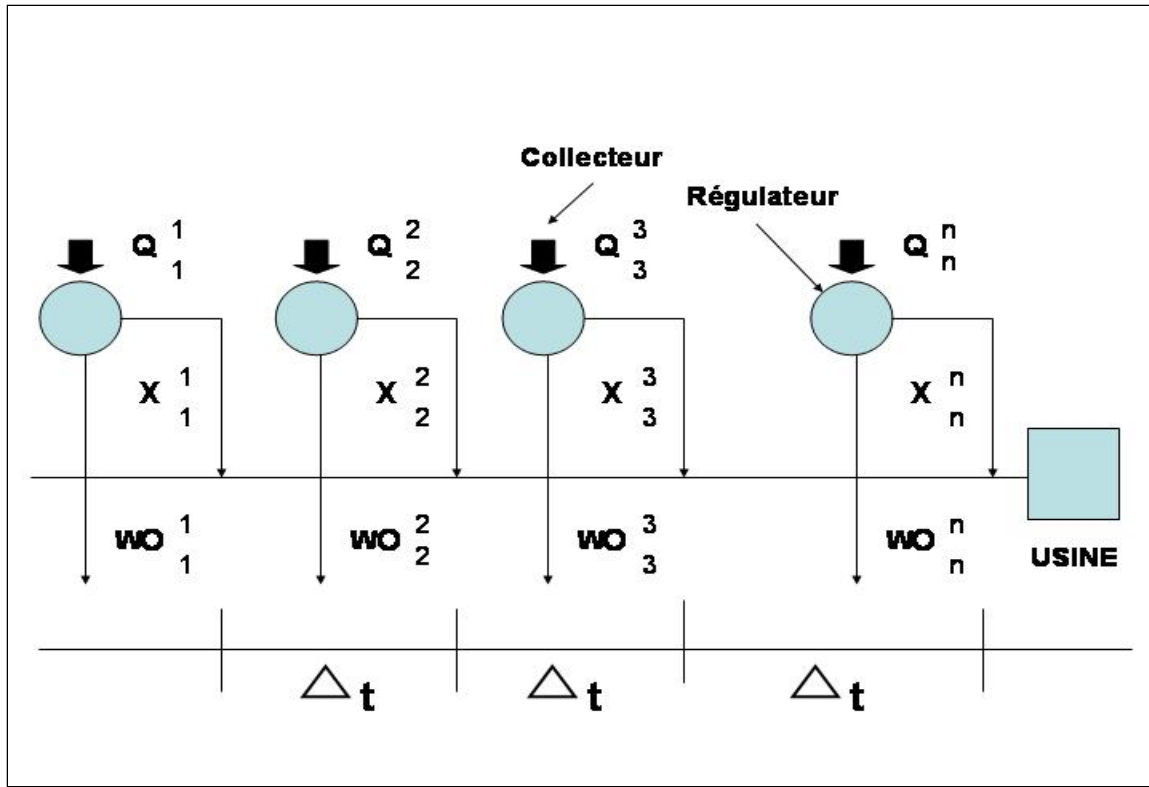 Collecteur
Régulateur
Q 1 1
Q 2 2
Q 3 3
Q n n
X 1 1
X 2 2
X 3 3
X n n
WO 1 1
WO 2 2
WO 3 3
WO n n
USINE
△t
△t
△t